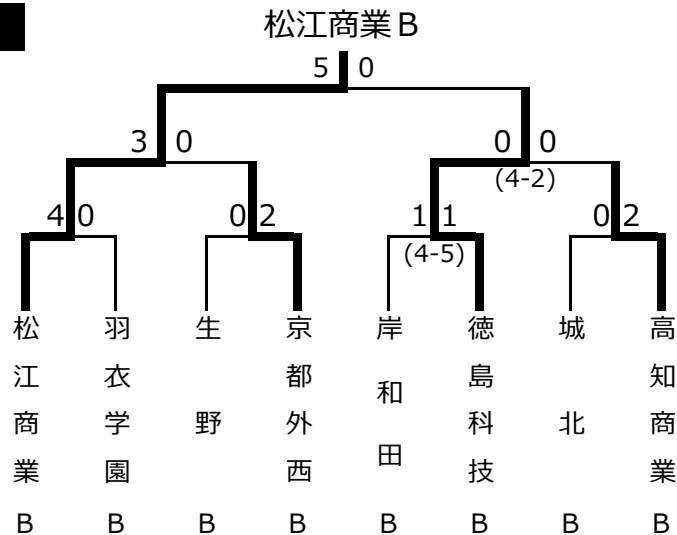 松江商業B
5 0
3 0
0 0
(4-2)
4 0
0 2
1 1
(4-5)
0 2
松江商業B
羽衣学園B
生野B
京都外西B
岸和田B
徳島科技B
城北B
高知商業B